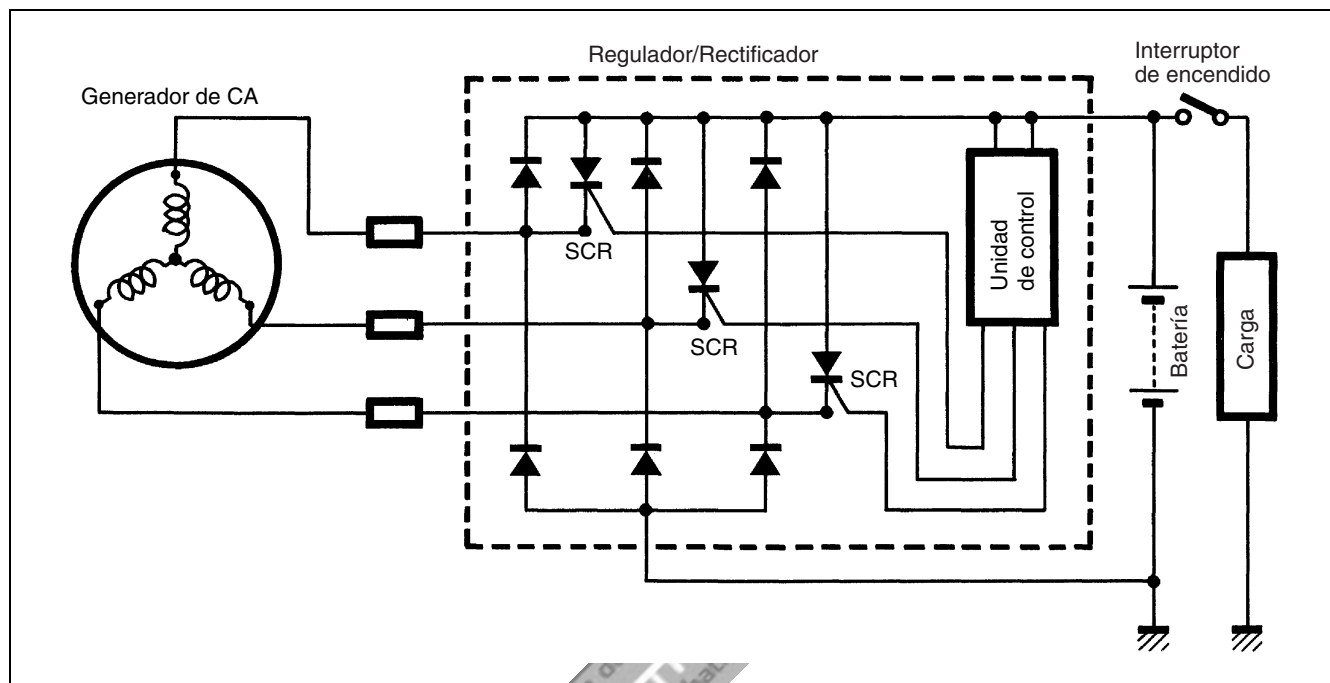 Regulador/Rectificador
Interruptor
de encendido
Generador de CA
SCR
SCR
SCR
Unidad
de control
Batería
Carga